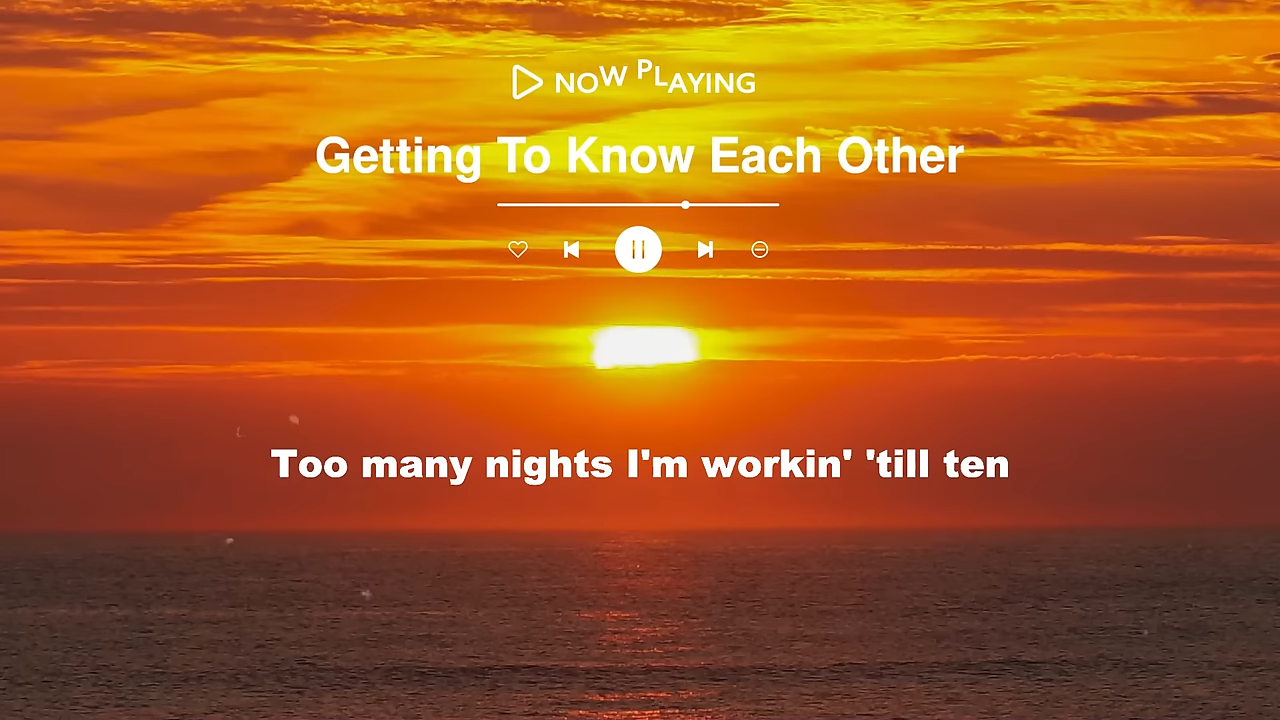 NOW PLAYING
Getting To Know Each Other
Too many nights I'm workin' 'till ten